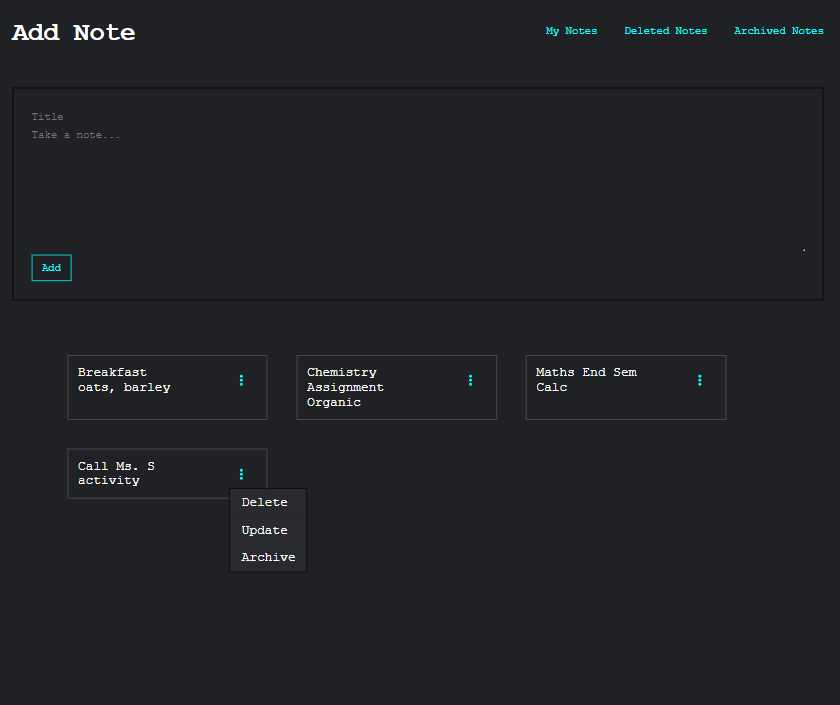 Add Note
My Notes Deleted Notes Archived Notes
Title
Take a note...
Add
Breakfast
oats, barley
Chemistry
Assignment
Organic
Maths End Sem
Calc
Call Ms. S
activity
Delete
Update
Archive